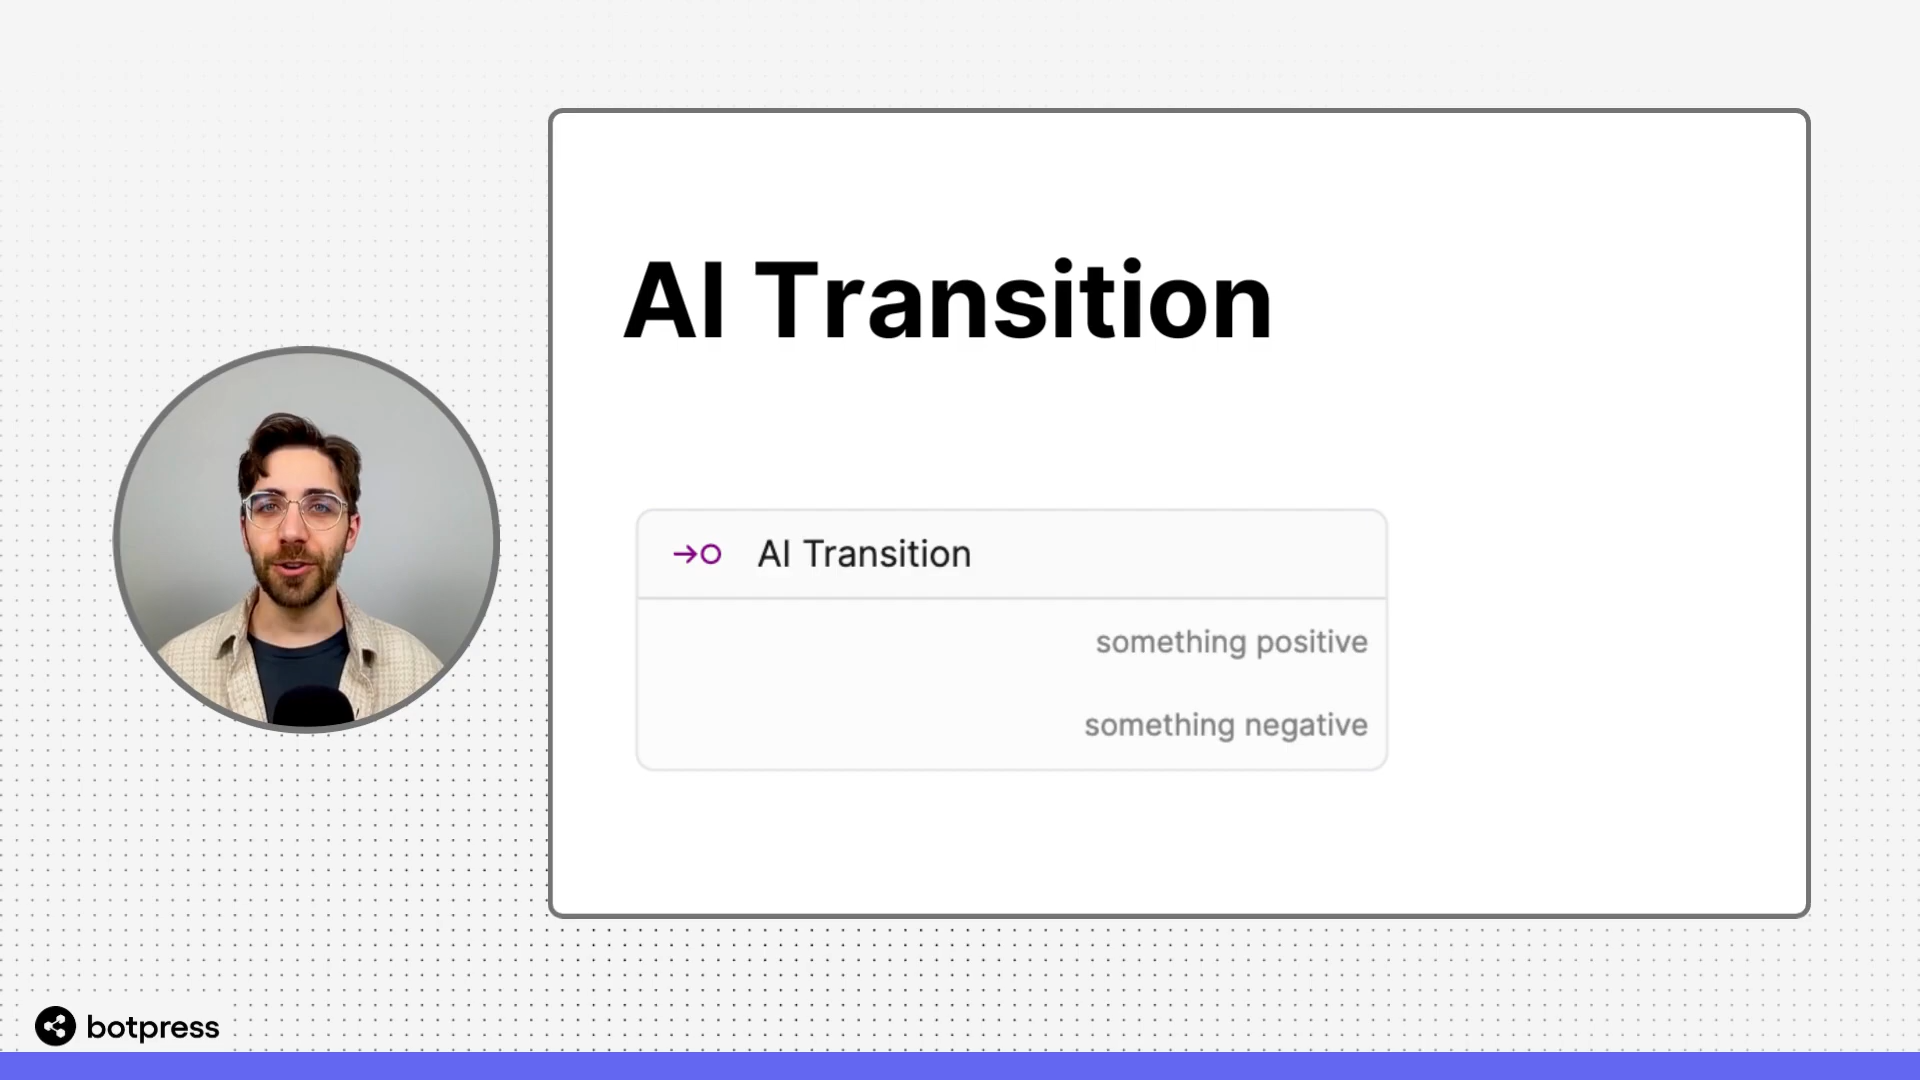 AI Transition
AI Transition
something positive
something negative
botpress